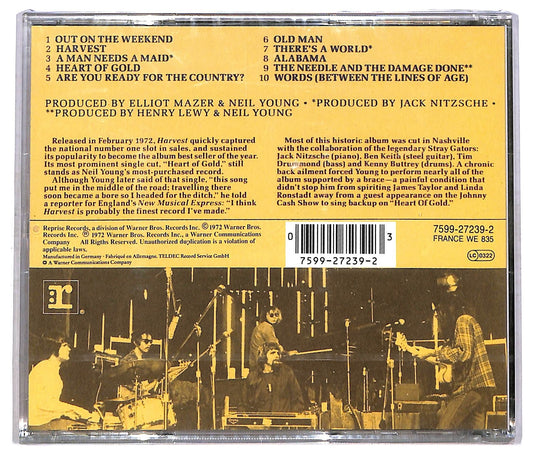 1 OUT ON THE WEEKEND
2 HARVEST
3 A MAN NEEDS A MAID*
4 HEART OF GOLD
5 ARE YOU READY FOR THE COUNTRY?
6 OLD MAN
7 THERE'S A WORLD*
8 ALABAMA
9 THE NEEDLE AND THE DAMAGE DONE**
10 WORDS (BETWEEN THE LINES OF AGE)
PRODUCED BY ELLIOT MAZER & NEIL YOUNG • *PRODUCED BY JACK NITZSCHE •
**PRODUCED BY HENRY LEWY & NEIL YOUNG
Released in February 1972, Harvest quickly captured
the national number one slot in sales, and sustained
its popularity to become the album best seller of the year.
Its most prominent single cut, "Heart of Gold," still
stands as Neil Young's most-purchased record.
Although Young later said of that single, "this song
put me in the middle of the road; travelling there
soon became a bore so I headed for the ditch," he told
a reporter for England's New Musical Express: "I think
Harvest is probably the finest record I've made."
Most of this historic album was cut in Nashville
with the collaboration of the legendary Stray Gators:
Jack Nitzsche (piano), Ben Keith (steel guitar), Tim
Drummond (bass) and Kenny Buttrey (drums). A chronic
back ailment forced Young to perform nearly all of the
album supported by a brace—a painful condition that
didn't stop him from spiriting James Taylor and Linda
Ronstadt away from a guest appearance on the Johnny
Cash Show to sing backup on "Heart Of Gold."
Reprise Records, a division of Warner Bros. Records Inc. Ⓒ 1972 Warner Bros.
Records Inc. Ⓟ 1972 Warner Bros. Records Inc., a Warner Communications
Company All Rigths Reserved. Unauthorized duplication is a violation of
applicable laws.
Manufactured in Germany · Fabriqué en Allemagne. TELDEC Record Service GmbH
A Warner Communications Company
0 3
7599-27239-2
7599-27239-2
FRANCE WE 835
LC 0322
r